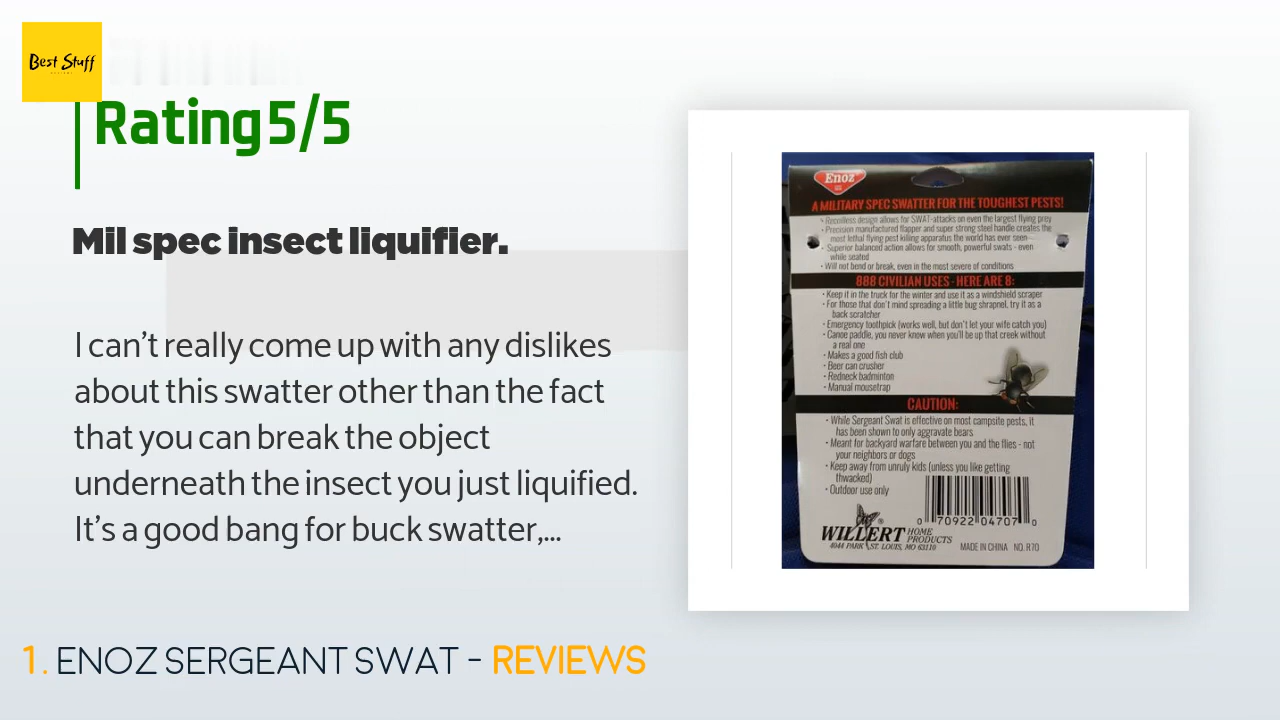 Best Stuff
Rating 5/5
Mil spec insect liquifier.
I can't really come up with any dislikes
about this swatter other than the fact
that you can break the object
underneath the insect you just liquified.
It's a good bang for buck swatter,...
Enoz
A MILITARY SPEC SWATTER FOR THE TOUGHEST PESTS!
• Recoilless design allows for SWAT-attacks on even the largest flying prey
• Precision manufactured flapper and super strong steel handle creates the
most lethal flying pest killing apparatus the world has ever seen
• Superior balanced action allows for smooth, powerful swats - even
while seated
• Will not bend or break, even in the most severe of conditions
888 CIVILIAN USES - HERE ARE 8:
• Keep it in the truck for the winter and use it as a windshield scraper
• For those that don't mind spreading a little bug shrapnel, try it as a
back scratcher
• Emergency toothpick (works well, but don't let your wife catch you)
• Canoe paddle, you never know when you'll be up that creek without
a real one
• Makes a good fish club
• Beer can crusher
• Redneck badminton
• Manual mousetrap
CAUTION:
• While Sergeant Swat is effective on most campsite pests, it
has been shown to only aggravate bears
• Meant for backyard warfare between you and the flies - not
your neighbors or dogs
• Keep away from unruly kids (unless you like getting
thwacked)
• Outdoor use only
0 70922 04707 0
WILLERT HOME
PRODUCTS
®
4044 PARK ST. LOUIS, MO 63110
MADE IN CHINA NO. R70
1. ENOZ SERGEANT SWAT - REVIEWS